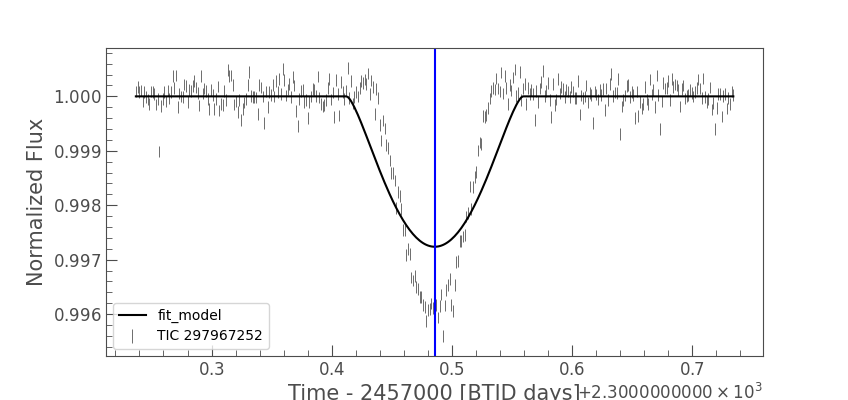 1.000
0.999
0.998
0.997
0.996
Normalized Flux
fit_model
TIC 297967252
0.3 0.4 0.5 0.6 0.7
Time - 2457000 [BTJD days]
+2.3000000000 × 10³